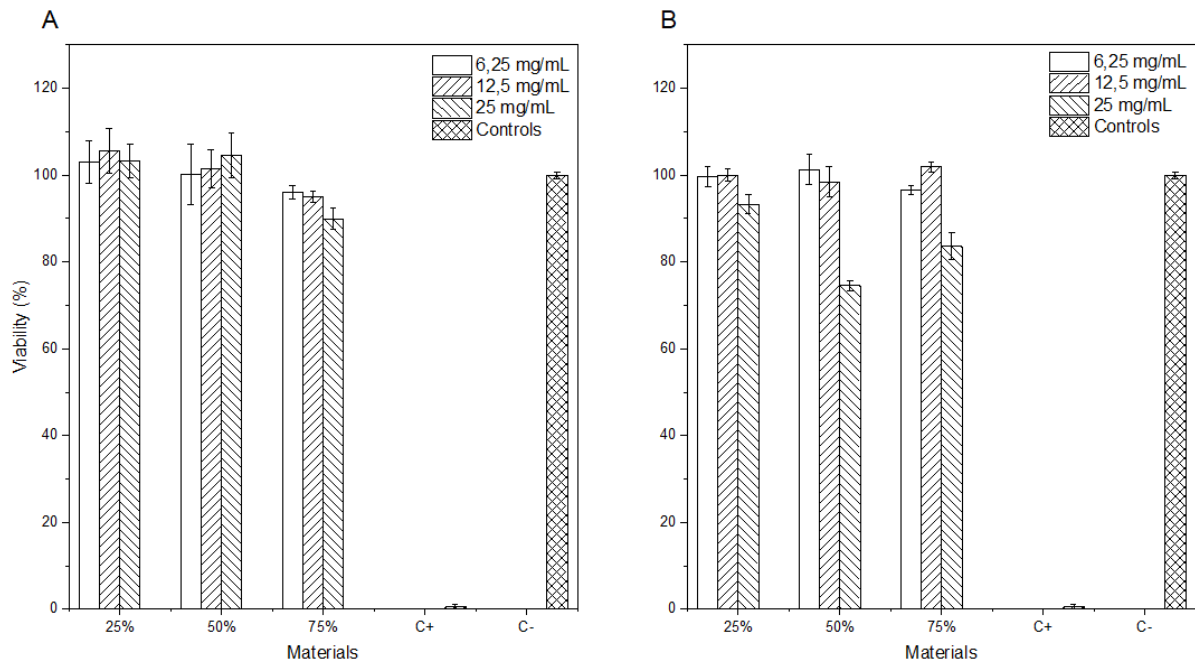 A
6,25 mg/mL
12,5 mg/mL
25 mg/mL
Controls
120
100
80
60
40
20
0
Viability (%)
25% 50% 75% C+ C-
Materials
B
6,25 mg/mL
12,5 mg/mL
25 mg/mL
Controls
120
100
80
60
40
20
0
25% 50% 75% C+ C-
Materials